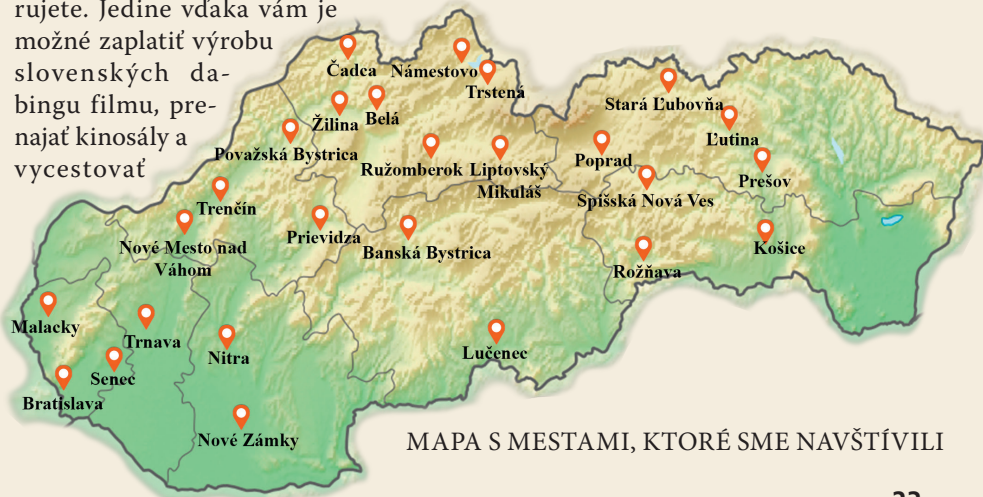 rujete. Jedine vďaka vám je
možné zaplatiť výrobu
slovenských da-
bingu filmu, pre-
najať kinosály a
vycestovať
Čadca
Námestovo
Trstená
Žilina
Belá
Stará Ľubovňa
Ľutina
Považská Bystrica
Ružomberok
Liptovský
Mikuláš
Poprad
Prešov
Spišská Nová Ves
Trenčín
Nové Mesto nad
Váhom
Prievidza
Banská Bystrica
Košice
Rožňava
Malacky
Trnava
Nitra
Lučenec
Senec
Bratislava
Nové Zámky
MAPA S MESTAMI, KTORÉ SME NAVŠTÍVILI